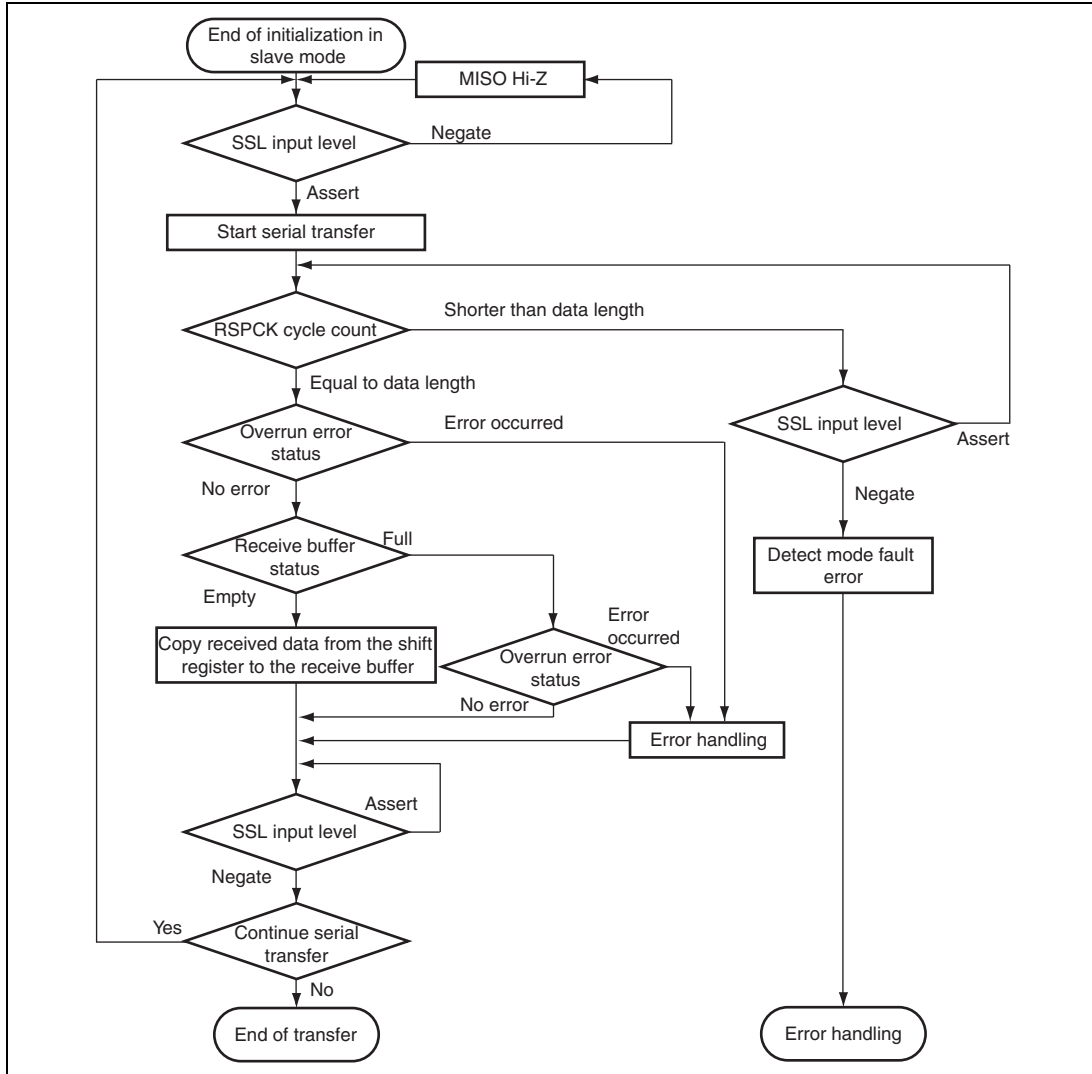 End of initialization in
slave mode
MISO Hi-Z
SSL input level
Negate
Assert
Start serial transfer
RSPCK cycle count
Shorter than data length
Equal to data length
SSL input level
Assert
Negate
Overrun error
status
Error occurred
No error
Receive buffer
status
Full
Empty
Detect mode fault
error
Copy received data from the shift
register to the receive buffer
Error
occurred
Overrun error
status
No error
Error handling
Assert
SSL input level
Negate
Yes
Continue serial
transfer
No
End of transfer
Error handling